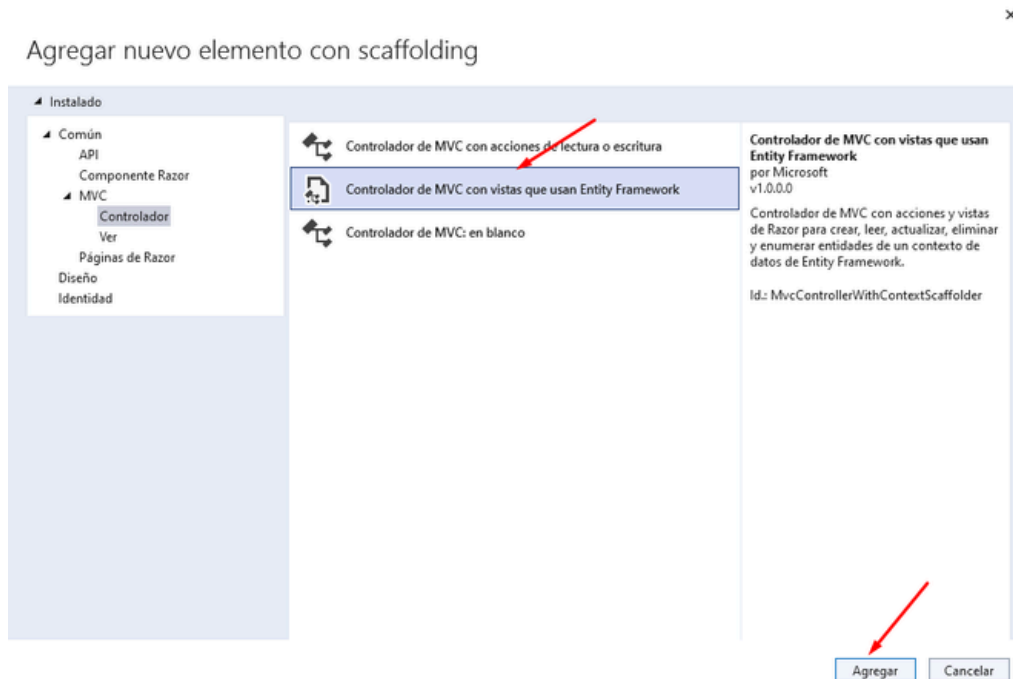 Agregar nuevo elemento con scaffolding
Instalado
Común
API
Componente Razor
MVC
Controlador
Ver
Páginas de Razor
Diseño
Identidad
Controlador de MVC con acciones de lectura o escritura
Controlador de MVC con vistas que usan Entity Framework
Controlador de MVC: en blanco
Controlador de MVC con vistas que usan
Entity Framework
por Microsoft
v1.0.0.0
Controlador de MVC con acciones y vistas
de Razor para crear, leer, actualizar, eliminar
y enumerar entidades de un contexto de
datos de Entity Framework.
Id.: MvcControllerWithContextScaffolder
Agregar
Cancelar